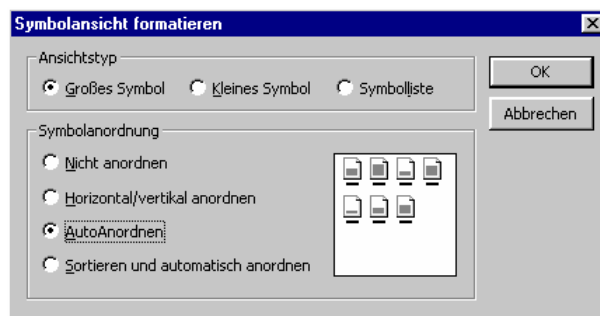 Symbolansicht formatieren
Ansichtstyp
Großes Symbol Kleines Symbol Symbolliste
OK
Abbrechen
Symbolanordnung
Nicht anordnen
Horizontal/vertikal anordnen
AutoAnordnen
Sortieren und automatisch anordnen